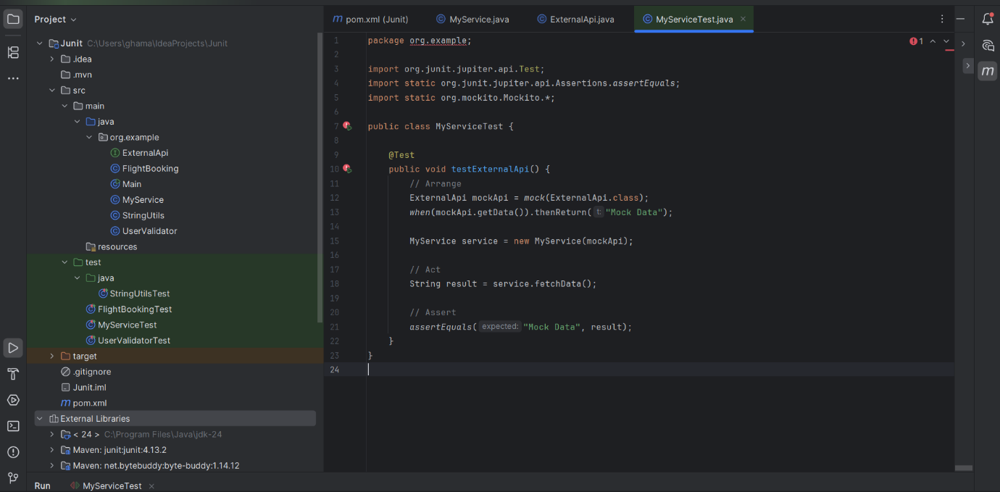 Project
pom.xml (Junit) MyService.java ExternalApi.java MyServiceTest.java
Junit C:\Users\ghama\IdeaProjects\Junit
.idea
.mvn
src
main
java
org.example
ExternalApi
FlightBooking
Main
MyService
StringUtils
UserValidator
resources
test
java
StringUtilsTest
FlightBookingTest
MyServiceTest
UserValidatorTest
target
.gitignore
Junit.iml
pom.xml
External Libraries
< 24 > C:\Program Files\Java\jdk-24
Maven: junit:junit:4.13.2
Maven: net.bytebuddy:byte-buddy:1.14.12
1 package org.example;
2
3 import org.junit.jupiter.api.Test;
4 import static org.junit.jupiter.api.Assertions.assertEquals;
5 import static org.mockito.Mockito.*;
6
7 public class MyServiceTest {
8
9 @Test
10 public void testExternalApi() {
11 // Arrange
12 ExternalApi mockApi = mock(ExternalApi.class);
13 when(mockApi.getData()).thenReturn( t: "Mock Data");
14
15 MyService service = new MyService(mockApi);
16
17 // Act
18 String result = service.fetchData();
19
20 // Assert
21 assertEquals( expected: "Mock Data", result);
22 }
23 }
24
1
m
Run MyServiceTest